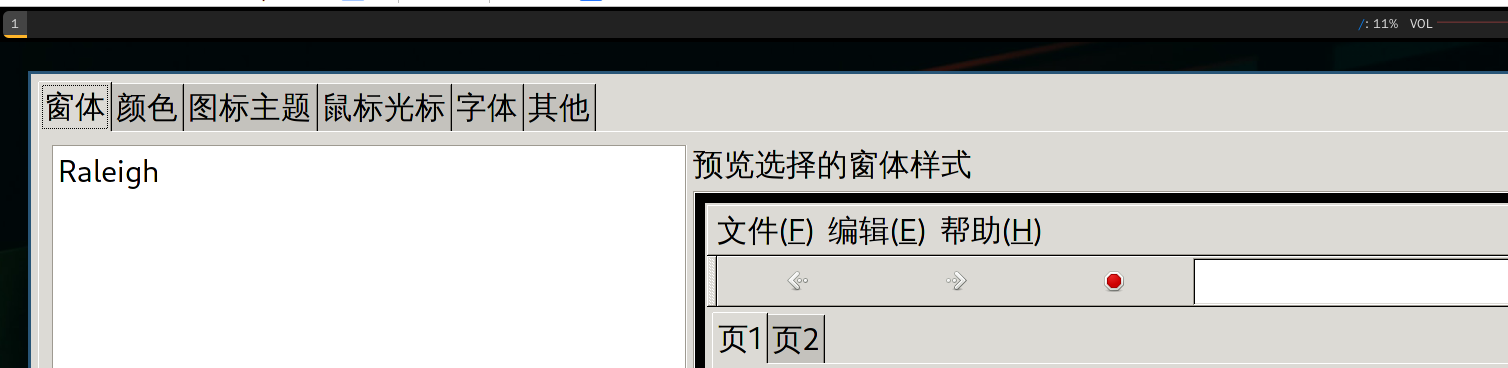 1 /: 11% VOL
窗体 颜色 图标主题 鼠标光标 字体 其他
Raleigh
预览选择的窗体样式
文件(F) 编辑(E) 帮助(H)
页1 页2